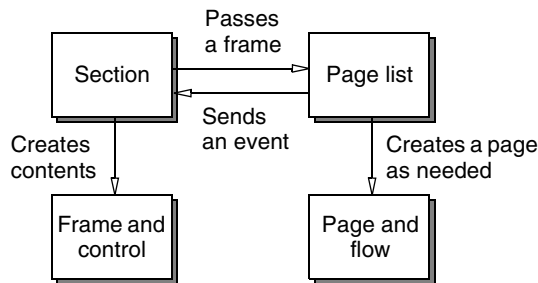 Passes
a frame
Section
Page list
Sends
an event
Creates
contents
Creates a page
as needed
Frame and
control
Page and
flow